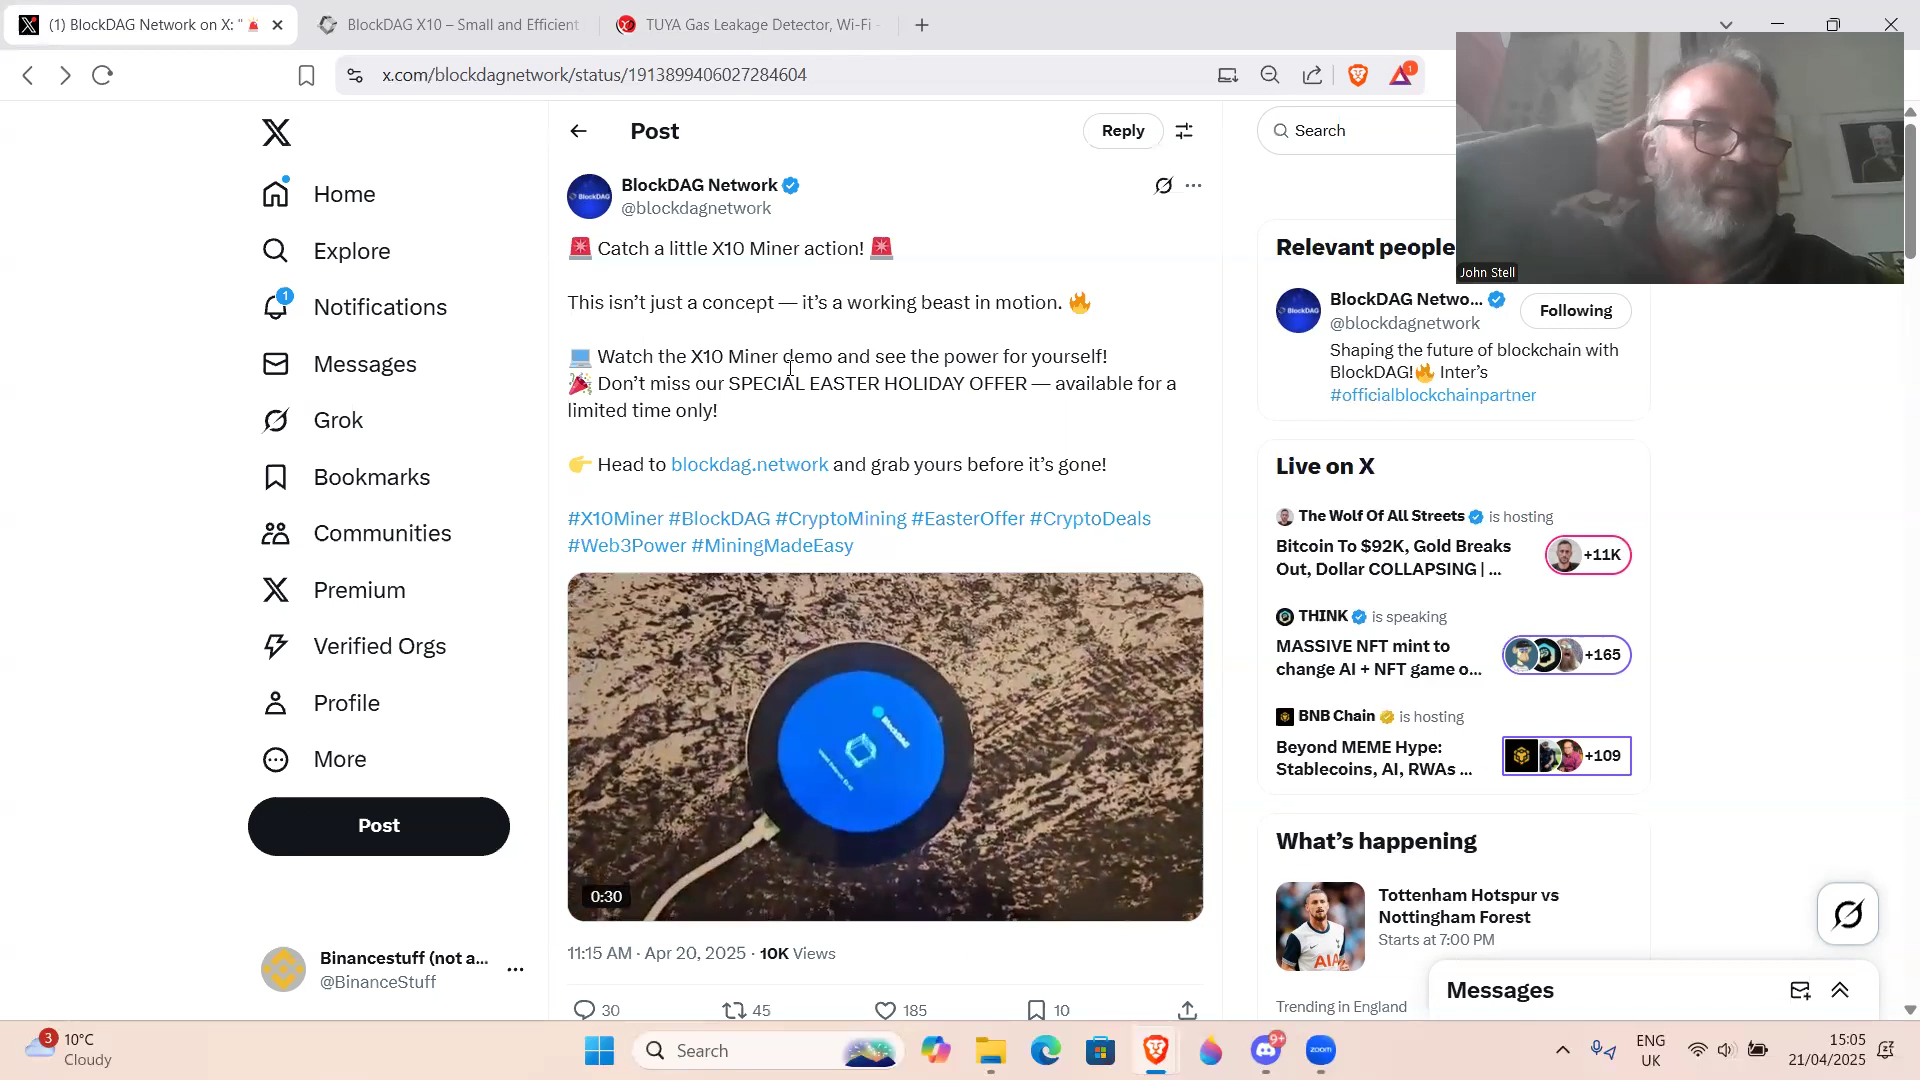 (1) BlockDAG Network on X: "
BlockDAG X10 – Small and Efficient
TUYA Gas Leakage Detector, Wi-Fi
x.com/blockdagnetwork/status/1913899406027284604
1
Home
Explore
1
Notifications
Messages
Grok
Bookmarks
Communities
Premium
Verified Orgs
Profile
More
Post
Binancestuff (not a...
@BinanceStuff
Post
Reply
BlockDAG
BlockDAG Network
@blockdagnetwork
Catch a little X10 Miner action!
This isn't just a concept — it's a working beast in motion.
Watch the X10 Miner demo and see the power for yourself!
Don't miss our SPECIAL EASTER HOLIDAY OFFER — available for a
limited time only!
Head to blockdag.network and grab yours before it's gone!
#X10Miner #BlockDAG #CryptoMining #EasterOffer #CryptoDeals
#Web3Power #MiningMadeEasy
BlockDAG
0:30
11:15 AM · Apr 20, 2025 · 10K Views
30
45
185
10
Search
John Stell
Relevant people
BlockDAG
BlockDAG Netwo...
@blockdagnetwork
Following
Shaping the future of blockchain with
BlockDAG! Inter's
#officialblockchainpartner
Live on X
The Wolf Of All Streets is hosting
Bitcoin To $92K, Gold Breaks
Out, Dollar COLLAPSING | ...
+11K
THINK is speaking
MASSIVE NFT mint to
change AI + NFT game o...
+165
BNB Chain is hosting
Beyond MEME Hype:
Stablecoins, AI, RWAs ...
+109
What's happening
Tottenham Hotspur vs
Nottingham Forest
Starts at 7:00 PM
AIA
Trending in England
Messages
3
10°C
Cloudy
Search
9+
zoom
ENG
UK
15:05
21/04/2025